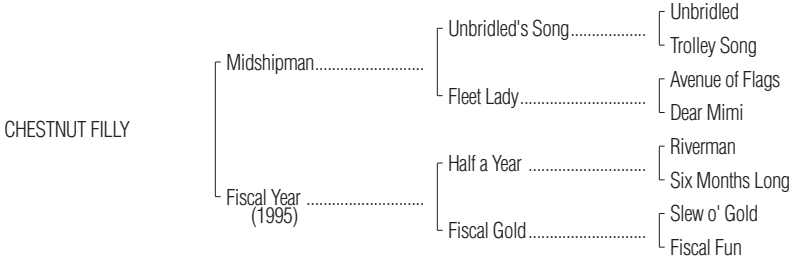 Unbridled
Unbridled's Song..................
Trolley Song
Midshipman..........................
Avenue of Flags
Fleet Lady..............................
Dear Mimi
CHESTNUT FILLY
Riverman
Half a Year ............................
Six Months Long
Fiscal Year ............................
(1995)
Slew o' Gold
Fiscal Gold............................
Fiscal Fun